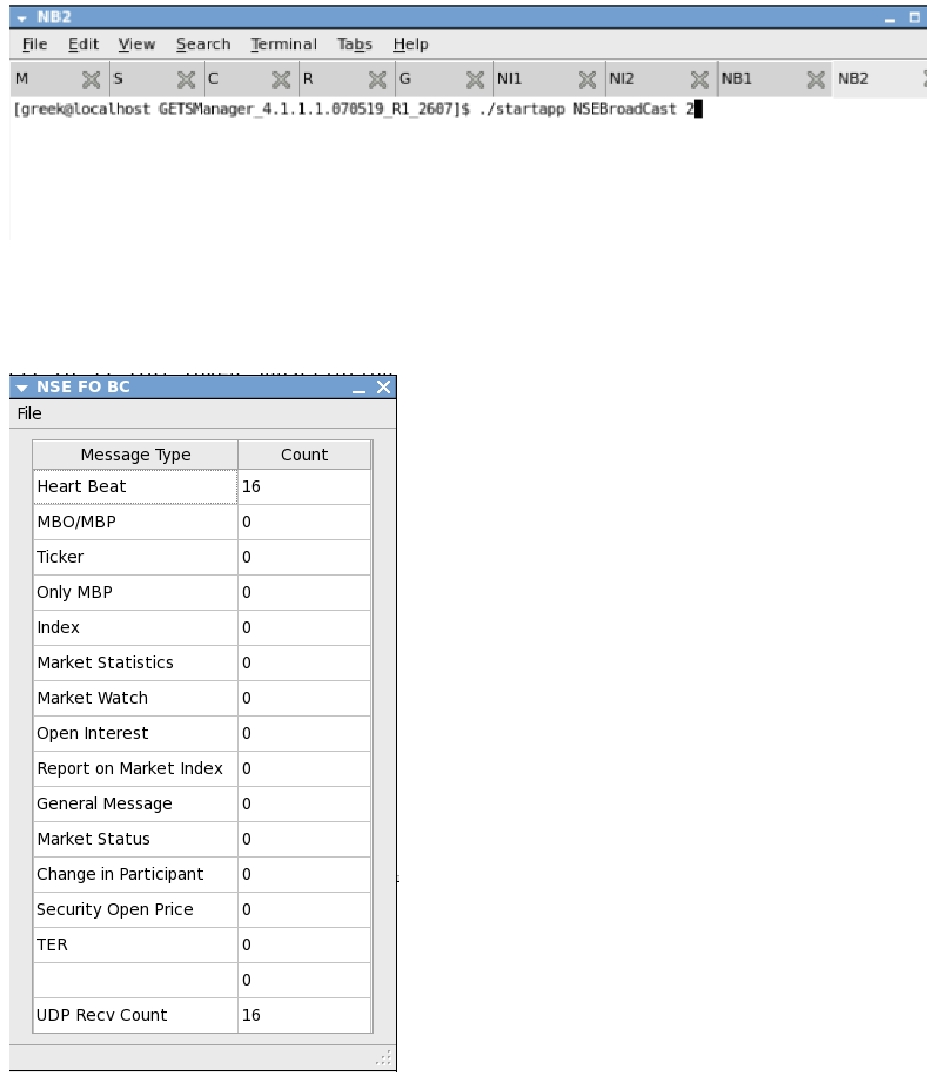 NB2
File Edit View Search Terminal Tabs Help
M S C R G NI1 NI2 NB1 NB2
[greek@localhost GETSManager_4.1.1.1.070519_R1_2607]$ ./startapp NSEBroadCast 2
NSE FO BC
File
Message Type Count
Heart Beat 16
MBO/MBP 0
Ticker 0
Only MBP 0
Index 0
Market Statistics 0
Market Watch 0
Open Interest 0
Report on Market Index 0
General Message 0
Market Status 0
Change in Participant 0
Security Open Price 0
TER 0
0
UDP Recv Count 16